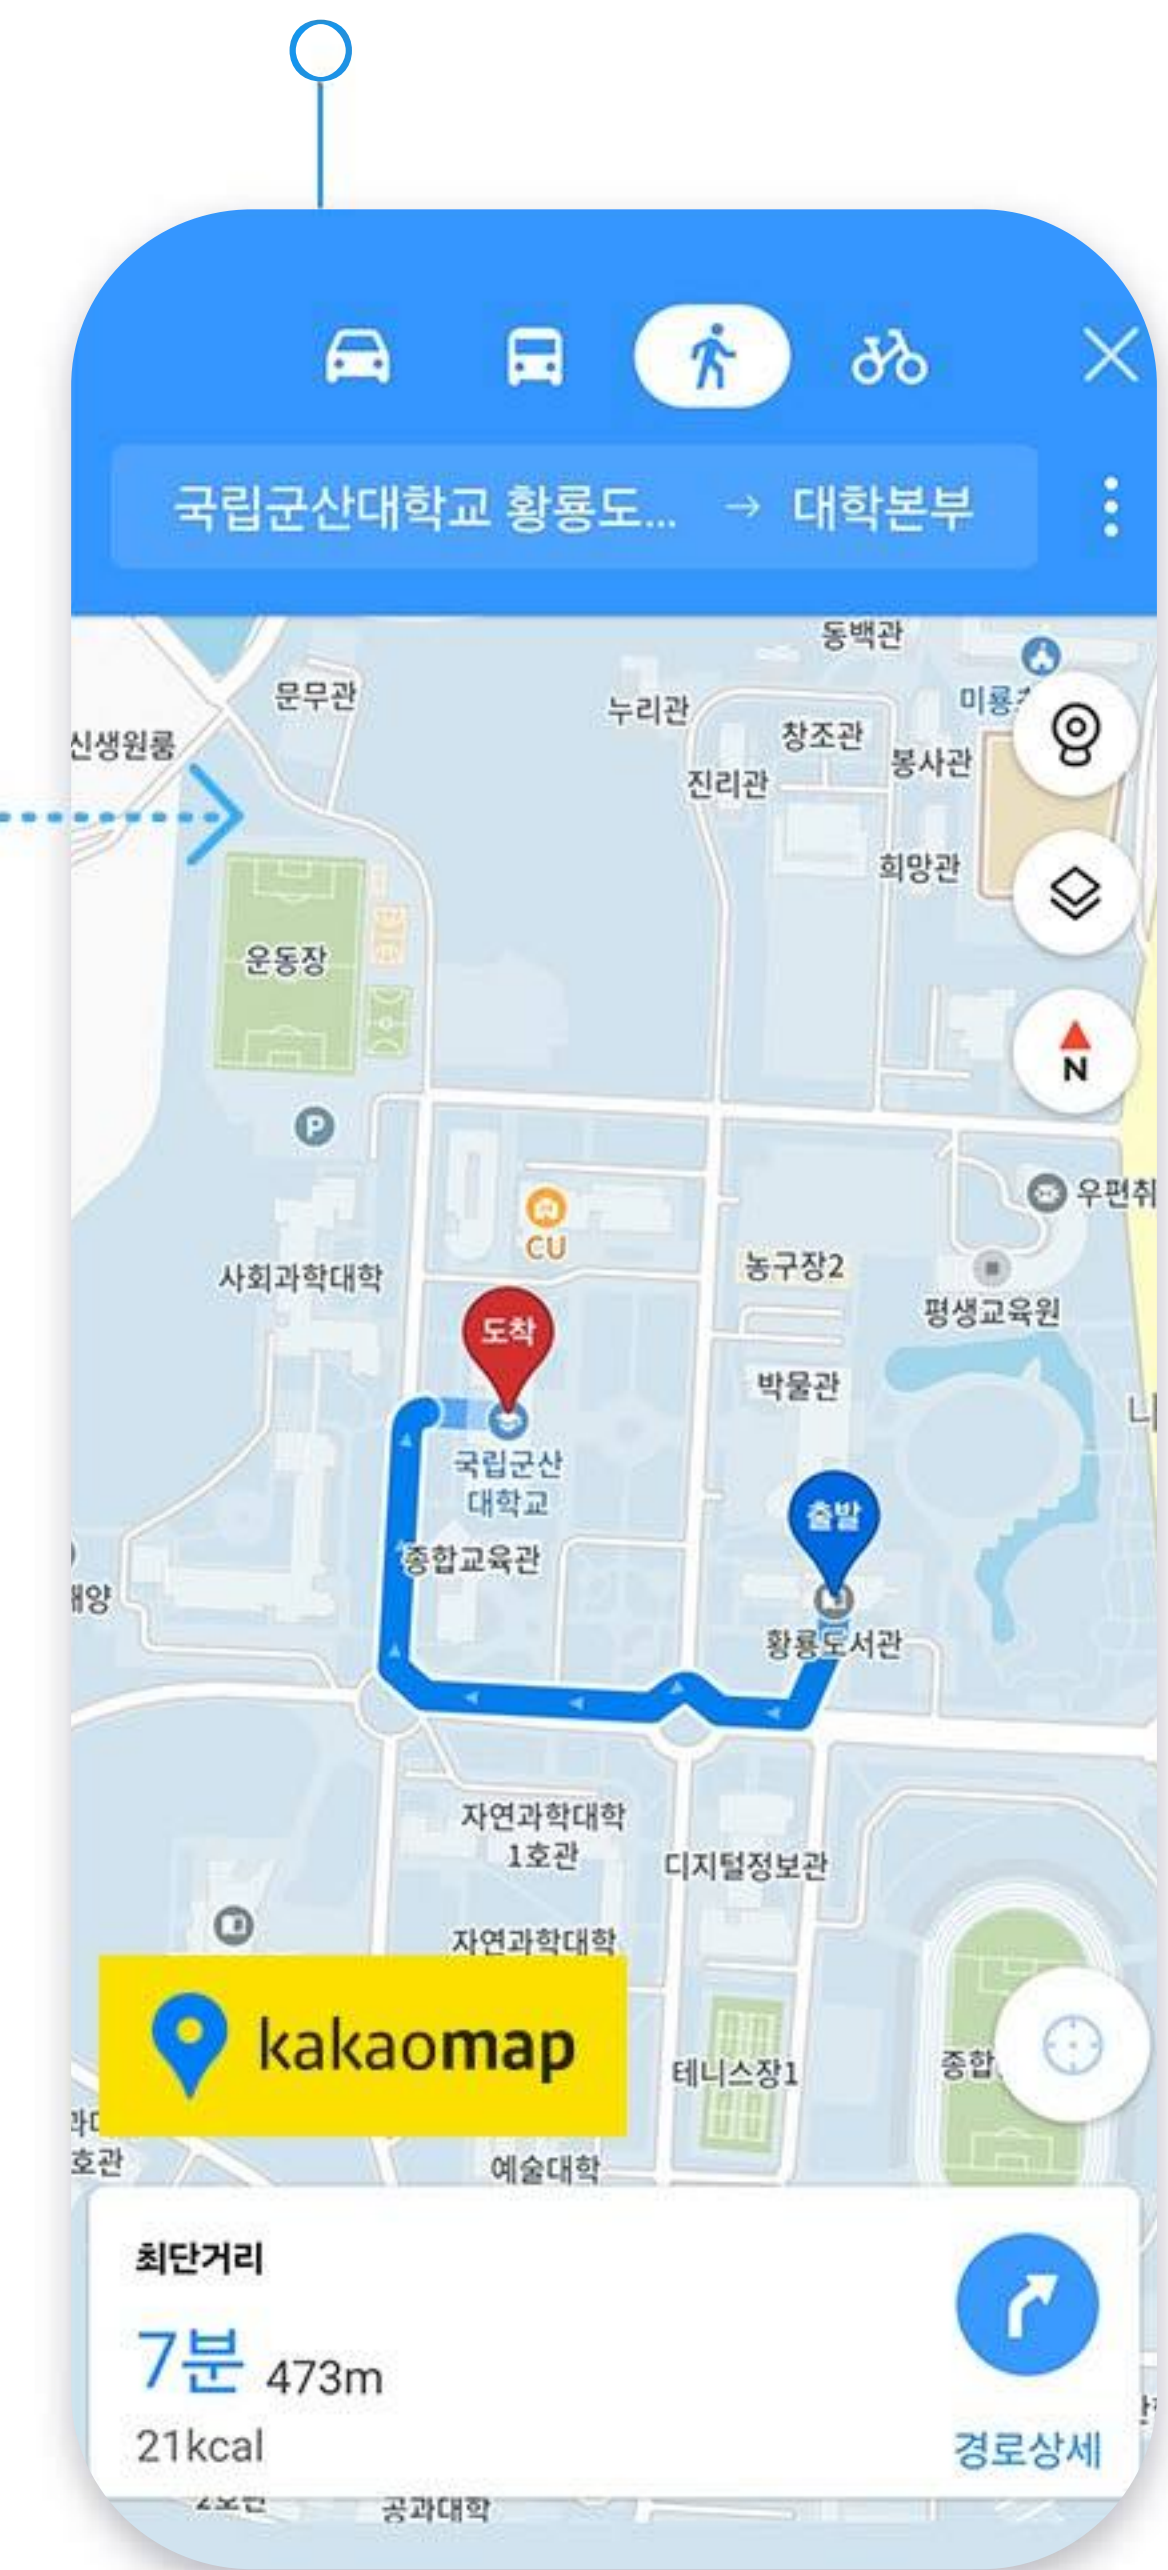 국립군산대학교 황룡도... → 대학본부
동백관
문무관
누리관
미룡
신생원룸
창조관
봉사관
진리관
희망관
운동장
N
P
우편취
CU
사회과학대학
농구장2
평생교육원
도착
박물관
국립군산
대학교
출발
종합교육관
황룡도서관
자연과학대학
1호관
디지털정보관
자연과학대학
kakaomap
테니스장1
종합
호관
예술대학
최단거리
7분 473m
21kcal
경로상세
2호관
공과대학